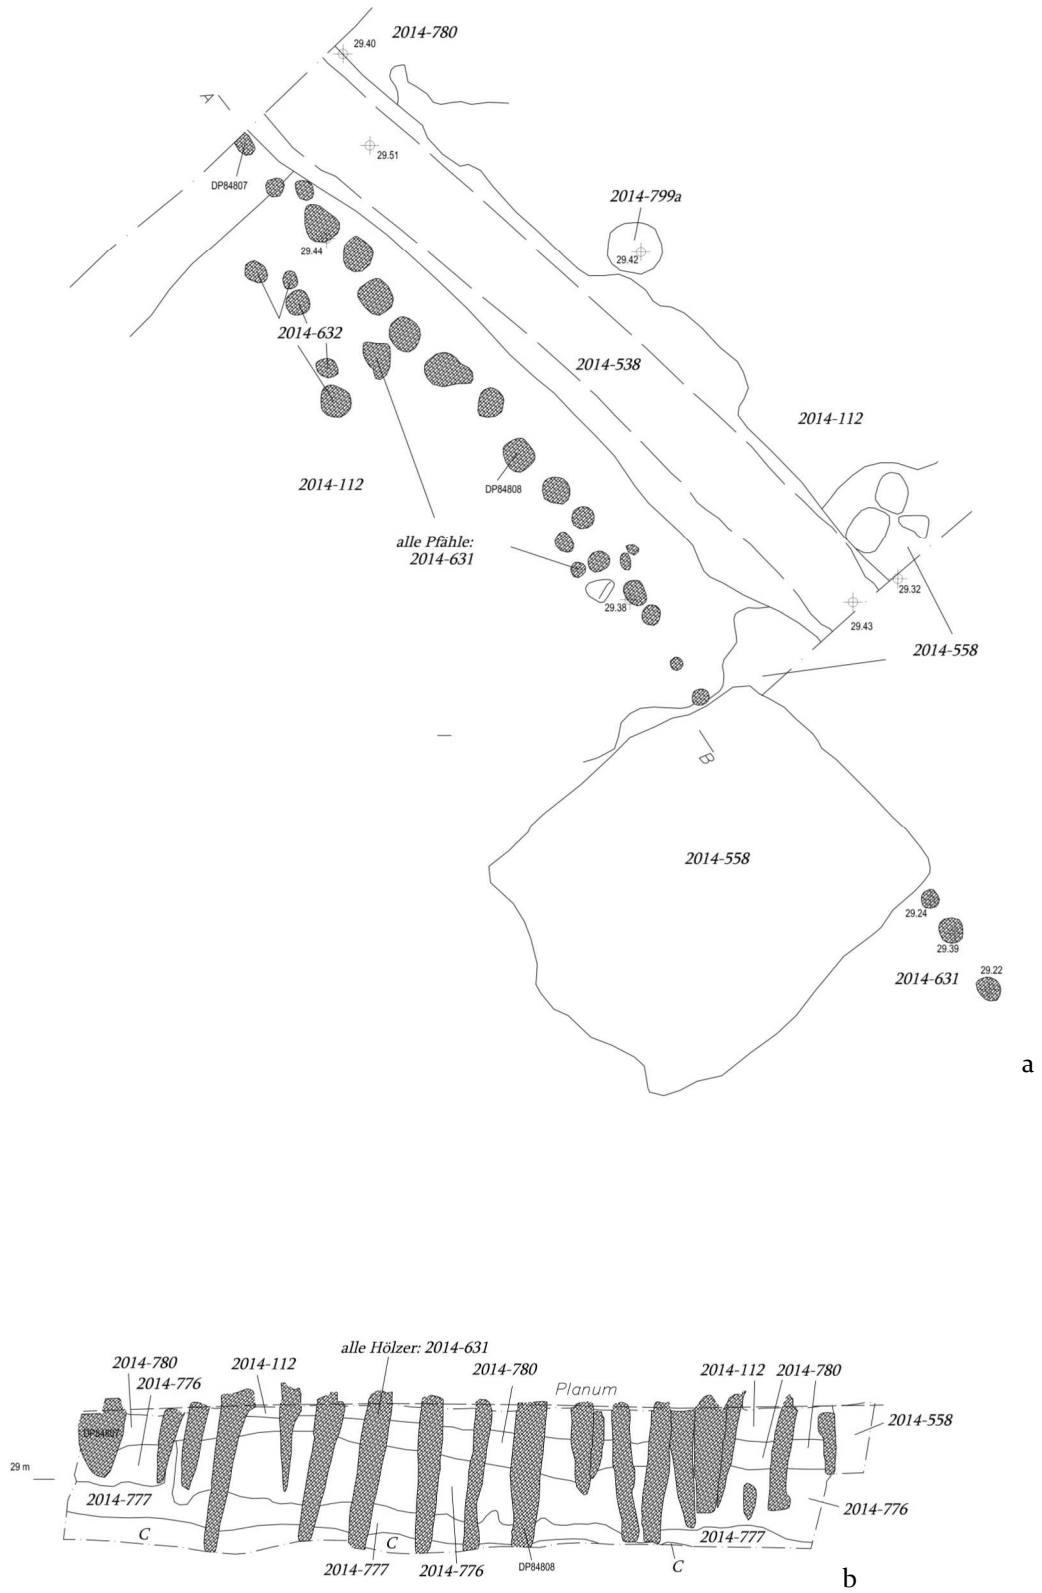 2014-780
29.40
A
29.51
DP84807
2014-799a
29.44
29.42
2014-632
2014-538
2014-112
2014-112
DP84808
alle Pfähle:
2014-631
29.32
29.38
29.43
2014-558
B
2014-558
29.24
29.39
29.22
2014-631
a
alle Hölzer: 2014-631
2014-780
2014-112
2014-780
2014-112
2014-780
2014-776
Planum
2014-558
DP84807
29 m
2014-777
2014-776
C
C
2014-777
2014-777
2014-776
DP84808
C
b